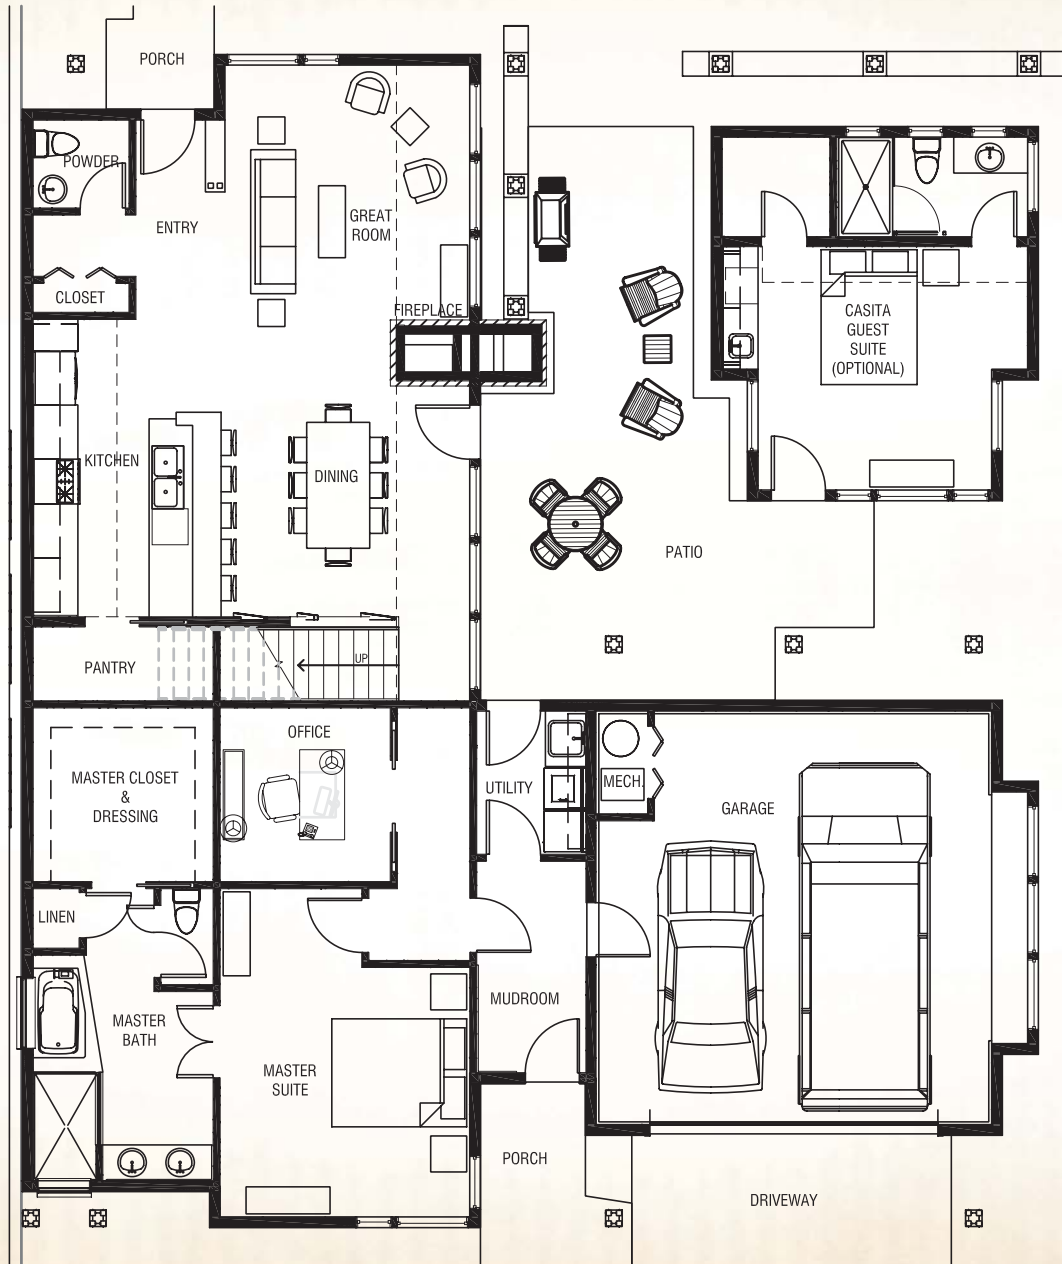 PORCH
POWDER
ENTRY
GREAT
ROOM
CLOSET
FIREPLACE
CASITA
GUEST
SUITE
(OPTIONAL)
KITCHEN
DINING
PATIO
PANTRY
UP
OFFICE
MASTER CLOSET
&
DRESSING
UTILITY
MECH.
GARAGE
LINEN
MUDROOM
MASTER
BATH
MASTER
SUITE
PORCH
DRIVEWAY